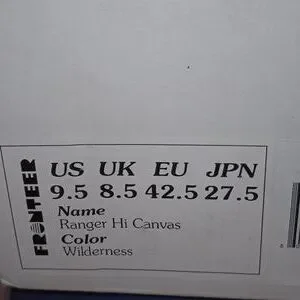 FRONTEER
US UK EU JPN
9.5 8.5 42.5 27.5
Name
Ranger Hi Canvas
Color
Wilderness